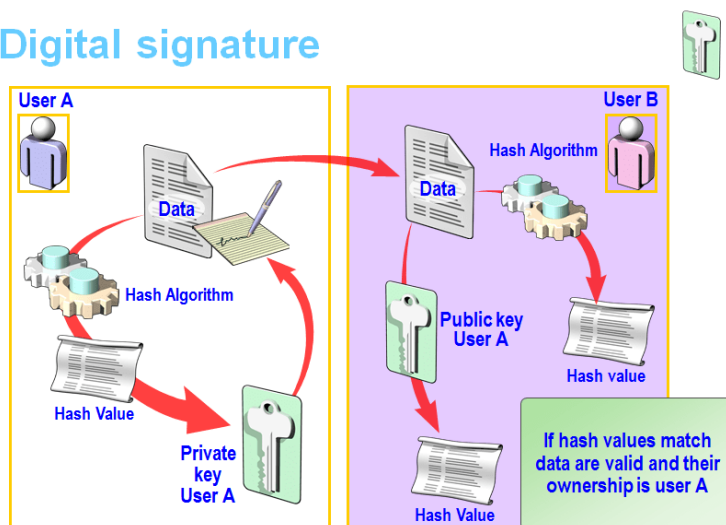 Digital signature
User A
Data
Hash Algorithm
Hash Value
Private
key
User A
User B
Hash Algorithm
Data
Public key
User A
Hash value
Hash Value
If hash values match
data are valid and their
ownership is user A